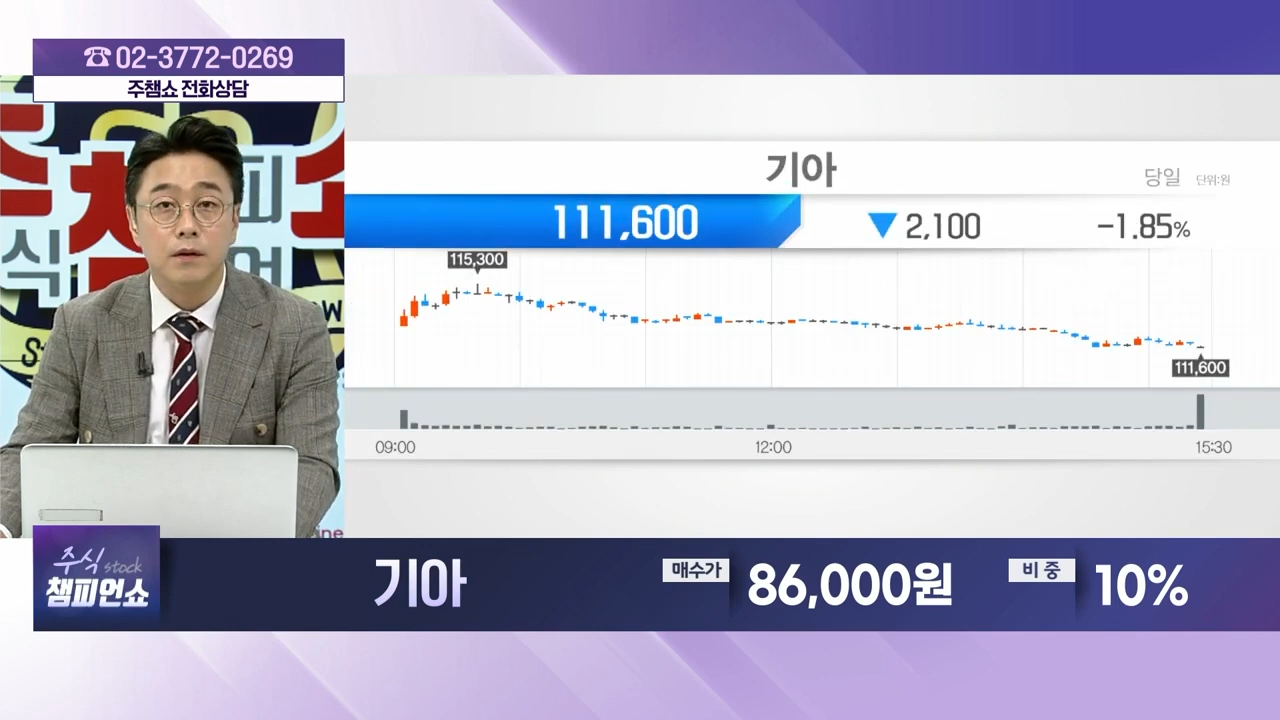 ☎02-3772-0269
주챔쇼 전화상담
기아
당일 단위:원
111,600 ▼2,100 -1.85%
115,300
111,600
09:00 12:00 15:30
주식 stock
챔피언쇼
기아 매수가 86,000원 비중 10%